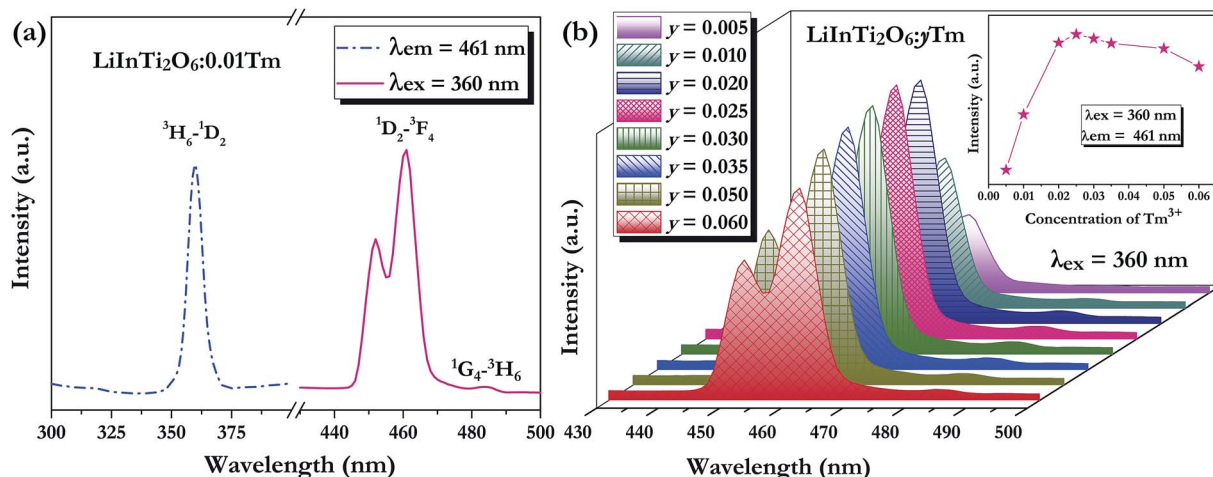 (a)
LiInTi₂O₆:0.01Tm
λem = 461 nm
λex = 360 nm
³H₆-¹D₂
¹D₂-³F₄
¹G₄-³H₆
Intensity (a.u.)
300 325 350 375 440 460 480 500
Wavelength (nm)
(b)
y = 0.005
y = 0.010
y = 0.020
y = 0.025
y = 0.030
y = 0.035
y = 0.050
y = 0.060
LiInTi₂O₆:yTm
Intensity (a.u.)
λex = 360 nm
λem = 461 nm
0.00 0.01 0.02 0.03 0.04 0.05 0.06
Concentration of Tm³⁺
λex = 360 nm
Intensity (a.u.)
430 440 450 460 470 480 490 500
Wavelength (nm)